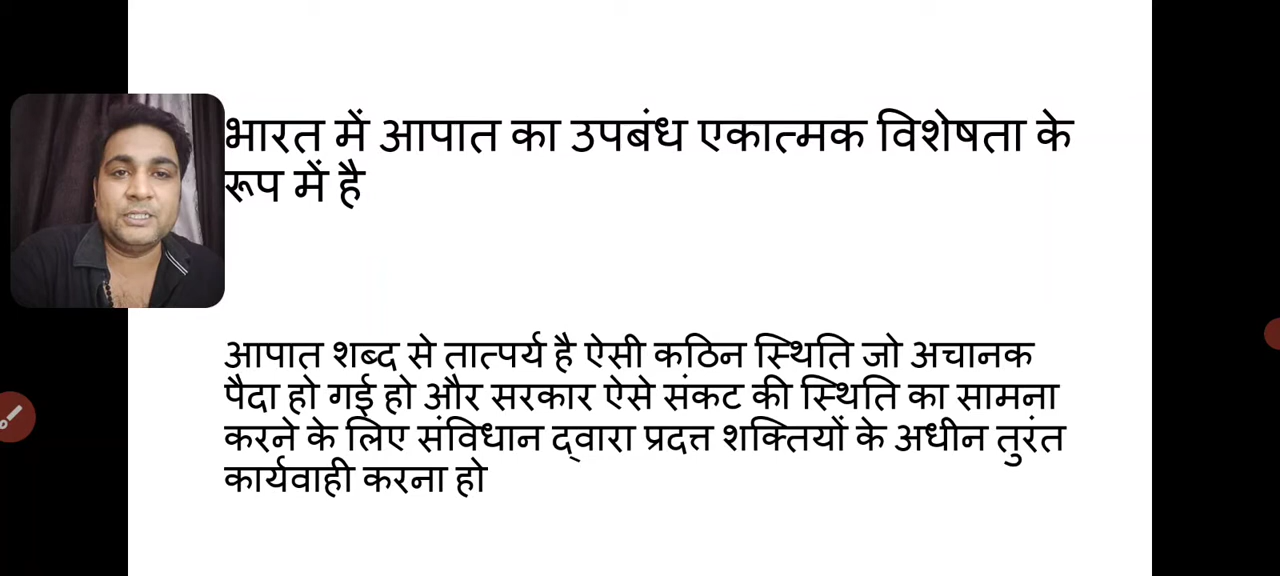 भारत में आपात का उपबंध एकात्मक विशेषता के
रूप में है
आपात शब्द से तात्पर्य है ऐसी कठिन स्थिति जो अचानक
पैदा हो गई हो और सरकार ऐसे संकट की स्थिति का सामना
करने के लिए संविधान द्वारा प्रदत्त शक्तियों के अधीन तुरंत
कार्यवाही करना हो